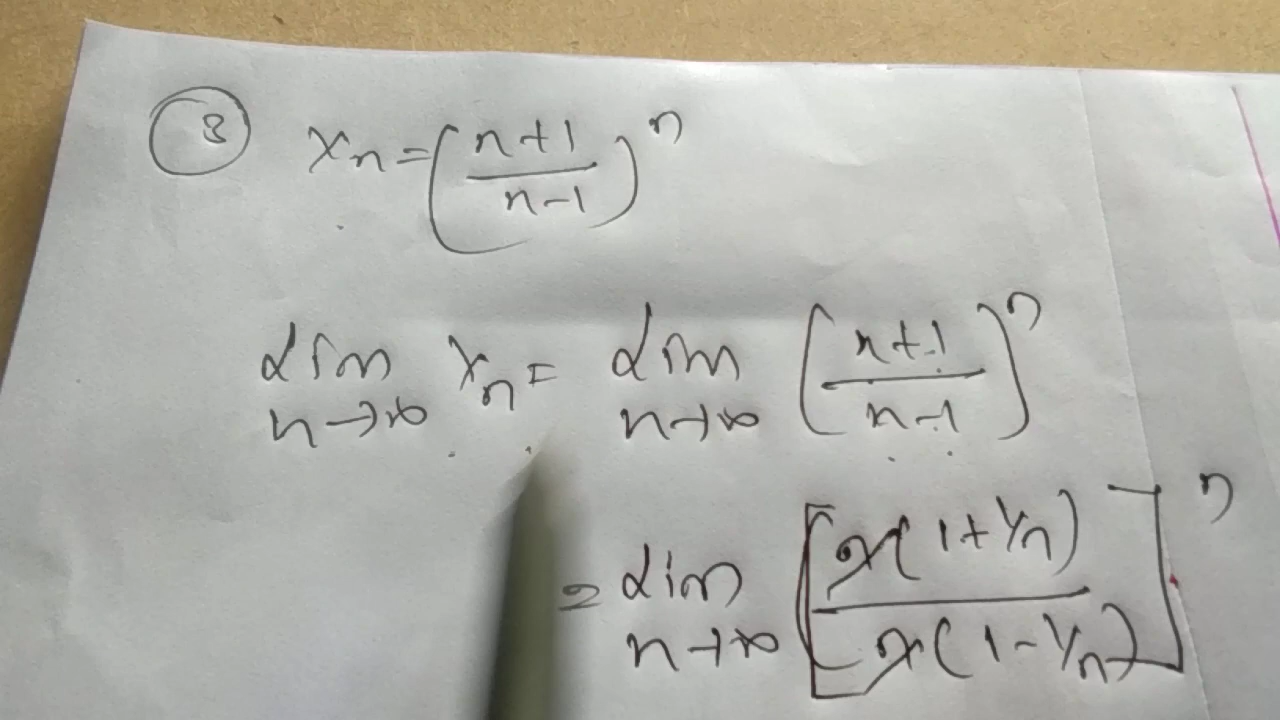 ③ xₙ = ((n+1)/(n-1))ⁿ
lim n→∞ xₙ = lim n→∞ ((n+1)/(n-1))ⁿ
= lim n→∞ [n(1+1/n)/n(1-1/n)]ⁿ